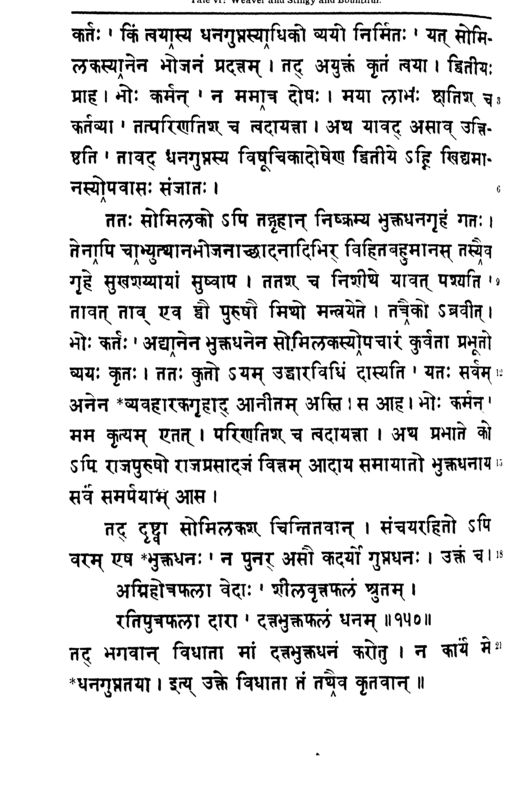 Tale vi: Weaver and Stingy and Bountiful.
कर्तः ' किं त्वयास्य धनगुप्तस्याधिको व्ययो निर्मितः ' यत् सोमि-
लकस्यानेन भोजनं प्रदत्तम् । तद् अयुक्तं कृतं त्वया । द्वितीयः
प्राह । भोः कर्मन् ' न ममात्र दोषः । मया लाभः क्षतिश् च 3
कर्तव्या ' तत्परिणतिश् च त्वदायत्ता । अथ यावद् असाव् उत्ति-
ष्ठति ' तावद् धनगुप्तस्य विषूचिकादोषेण द्वितीये ऽह्नि खिद्यमा-
नस्योपवासः संजातः । 6
ततः सोमिलको ऽपि तद्गृहान् निष्क्रम्य भुक्तधनगृहं गतः ।
तेनापि चाभ्युत्थानभोजनाच्छादनादिभिर् विहितबहुमानस् तस्यैव
गृहे सुखशय्यायां सुष्वाप । ततश् च निशीथे यावत् पश्यति ' 9
तावत् ताव् एव द्वौ पुरुषौ मिथो मन्त्रयेते । तत्रैको ऽब्रवीत् ।
भोः कर्तः ' अद्यानेन भुक्तधनेन सोमिलकस्योपचारं कुर्वता प्रभूतो
व्ययः कृतः । ततः कुतो ऽयम् उद्धारविधिं दास्यति ' यतः सर्वम् 12
अनेन *व्यवहारकगृहाद् आनीतम् अस्ति । स आह । भोः कर्मन् '
मम कृत्यम् एतत् । परिणतिश् च त्वदायत्ता । अथ प्रभाते को
ऽपि राजपुरुषो राजप्रसादजं वित्तम् आदाय समायातो भुक्तधनाय 15
सर्वं समर्पयाम् आस ।
तद् दृष्ट्वा सोमिलकश् चिन्तितवान् । संचयरहितो ऽपि
वरम् एष *भुक्तधनः ' न पुनर् असौ कदर्यो गुप्तधनः । उक्तं च । 18
अग्निहोत्रफला वेदाः ' शीलवृत्तफलं श्रुतम् ।
रतिपुत्रफला दारा ' दत्तभुक्तफलं धनम् ॥१५०॥
तद् भगवान् विधाता मां दत्तभुक्तधनं करोतु । न कार्यं मे 21
*धनगुप्ततया । इत्य् उक्ते विधाता तं तथैव कृतवान् ॥